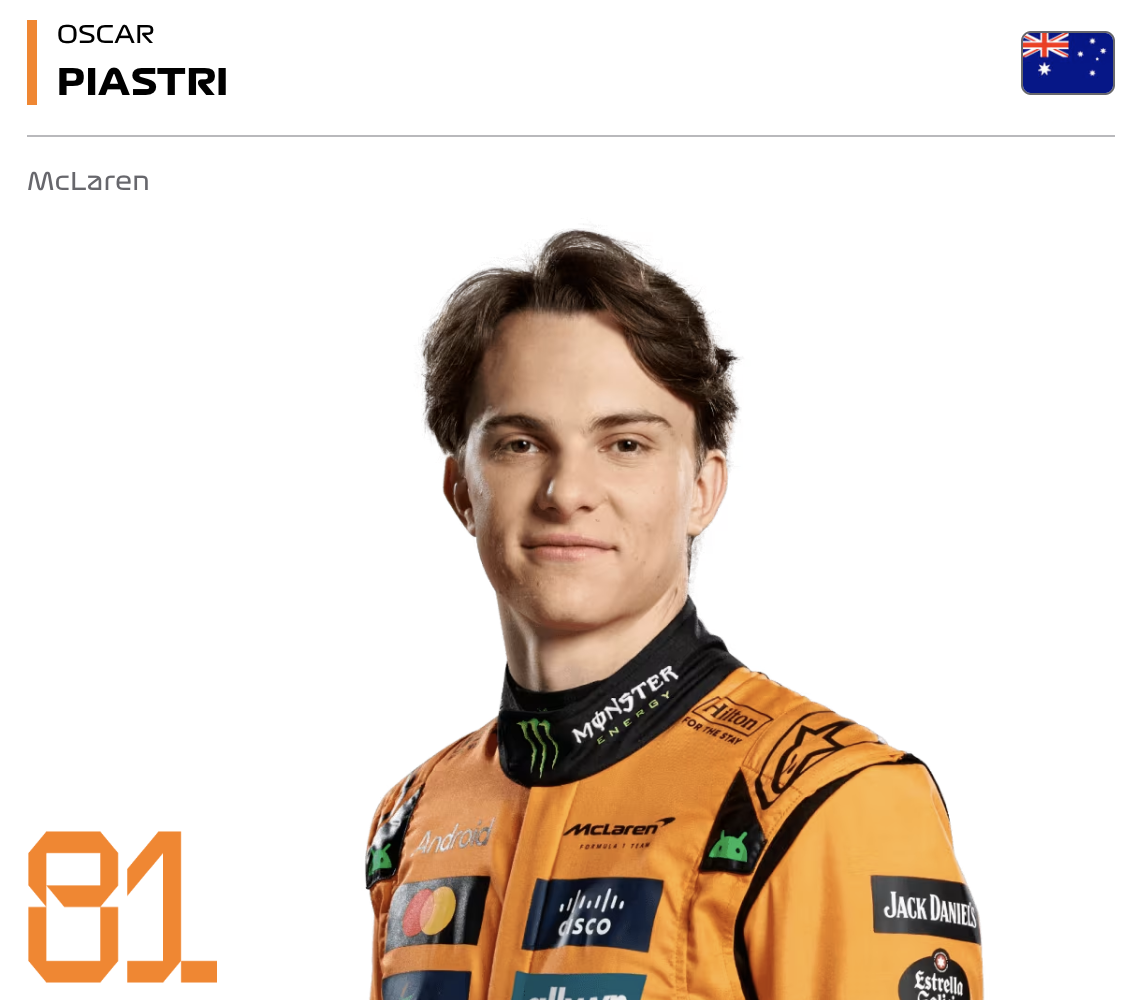 OSCAR
PIASTRI
McLaren
MONSTER
ENERGY
Hilton
FOR THE STAY
Android
McLaren
FORMULA 1 TEAM
CISCO
JACK DANIEL'S
Estrella
81